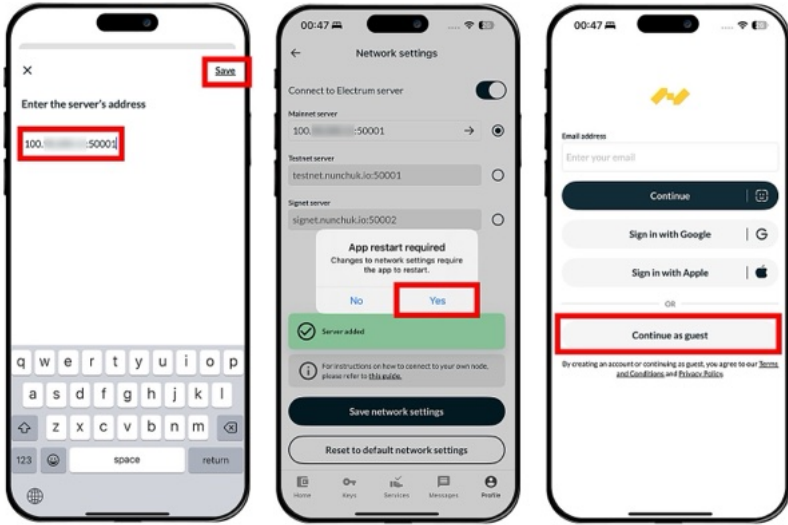 Save
Enter the server's address
100. :50001
q w e r t y u i o p
a s d f g h j k l
z x c v b n m
123 space return
00:47
Network settings
Connect to Electrum server
Mainnet server
100. :50001
Testnet server
testnet.nunchuk.io:50001
Signet server
signet.nunchuk.io:50002
App restart required
Changes to network settings require
the app to restart.
No Yes
Server added
For instructions on how to connect to your own node,
please refer to this guide.
Save network settings
Reset to default network settings
Home Keys Services Messages Profile
00:47
Email address
Enter your email
Continue
Sign in with Google G
Sign in with Apple
OR
Continue as guest
By creating an account or continuing as guest, you agree to our Terms
and Conditions and Privacy Policy.